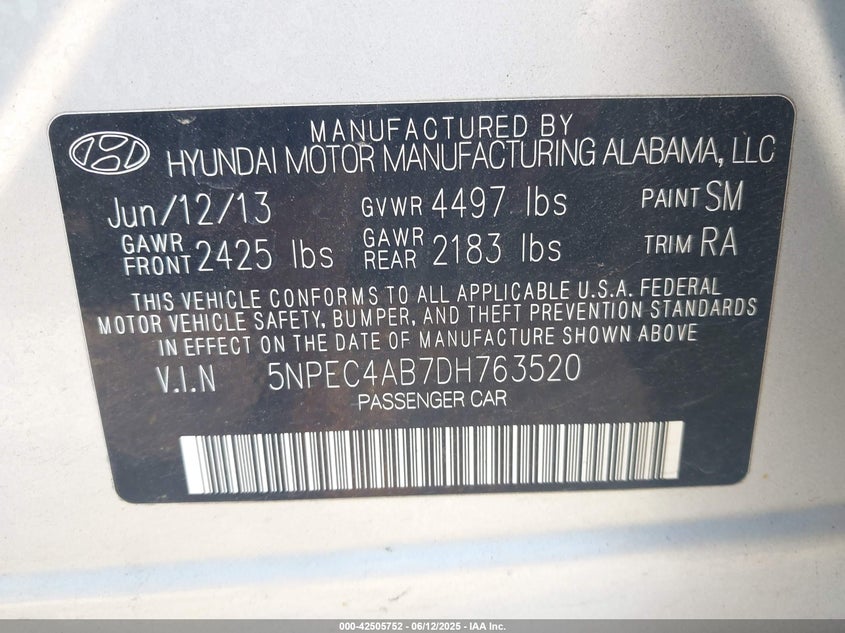 MANUFACTURED BY
HYUNDAI MOTOR MANUFACTURING ALABAMA, LLC
Jun/12/13 GVWR 4497 lbs PAINT SM
GAWR FRONT 2425 lbs GAWR REAR 2183 lbs TRIM RA
THIS VEHICLE CONFORMS TO ALL APPLICABLE U.S.A. FEDERAL
MOTOR VEHICLE SAFETY, BUMPER, AND THEFT PREVENTION STANDARDS
IN EFFECT ON THE DATE OF MANUFACTURE SHOWN ABOVE
V.I.N 5NPEC4AB7DH763520
PASSENGER CAR
000-42505752 - 06/12/2025 - IAA Inc.